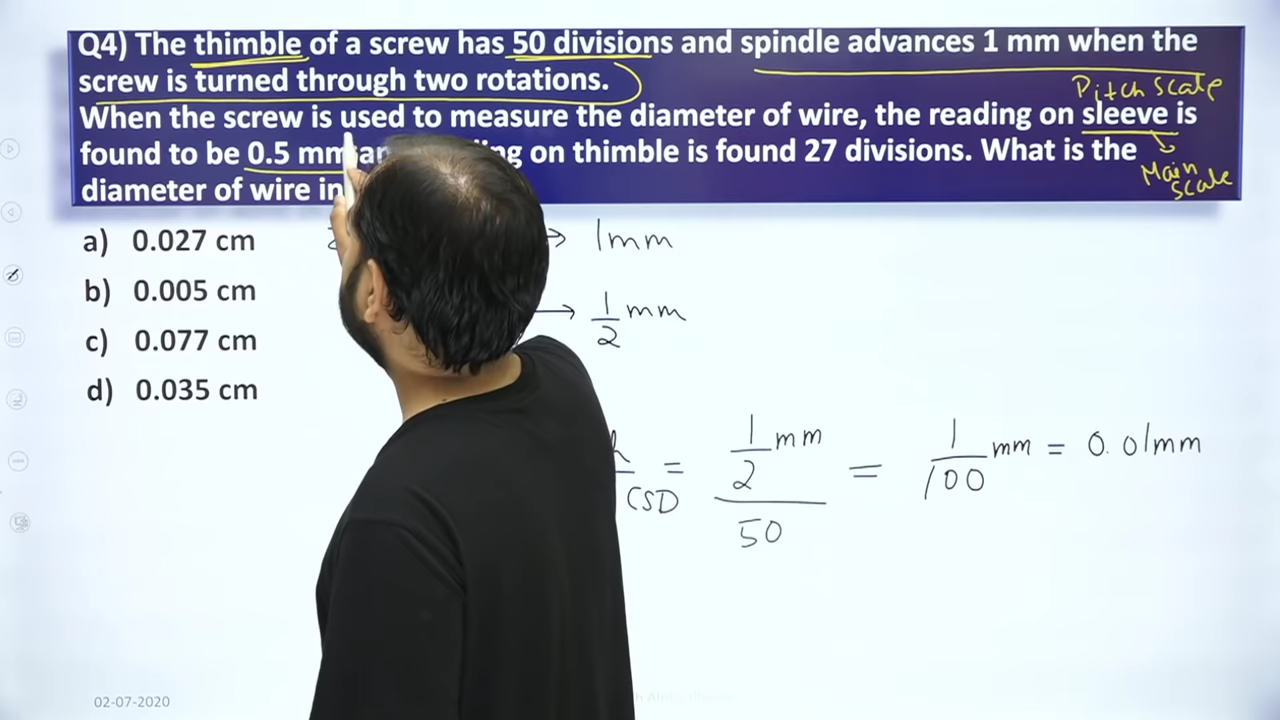 Q4) The thimble of a screw has 50 divisions and spindle advances 1 mm when the
screw is turned through two rotations.
Pitch Scale
When the screw is used to measure the diameter of wire, the reading on sleeve is
found to be 0.5 mm on thimble is found 27 divisions. What is the
Main
Scale
diameter of wire in
a) 0.027 cm
b) 0.005 cm
c) 0.077 cm
d) 0.035 cm
→ 1mm
→ 1/2 mm
CSD = 1/2 mm / 50 = 1/100 mm = 0.01mm
02-07-2020